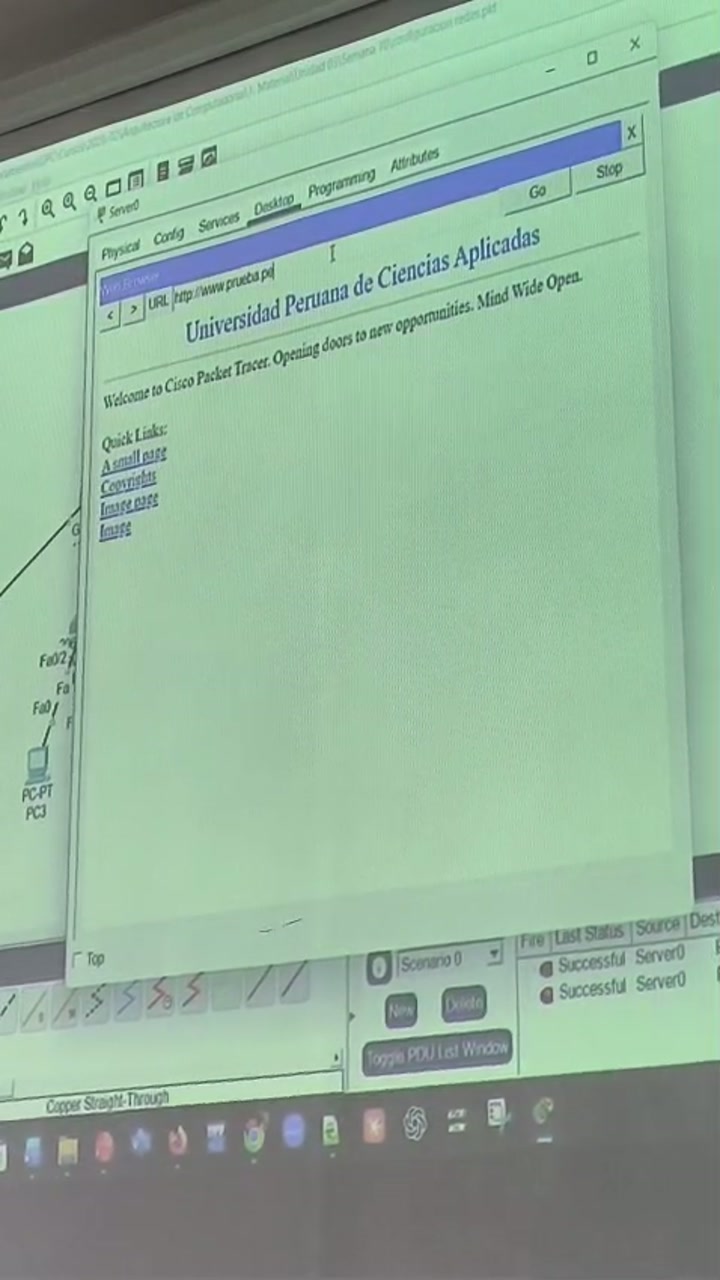 Server0
Physical Config Services Desktop Programming Attributes
Web Browser
X
< > URL http://www.prueba.pe Go Stop
Universidad Peruana de Ciencias Aplicadas
Welcome to Cisco Packet Tracer. Opening doors to new opportunities. Mind Wide Open.
Quick Links:
A small page
Copyrights
Image page
Image
G
Fa0/2
Fa
Fa0
F
PC-PT
PC3
Top
Scenario 0
New Delete
Toggle PDU List Window
Fire Last Status Source Dest
Successful Server0
Successful Server0
Copper Straight-Through